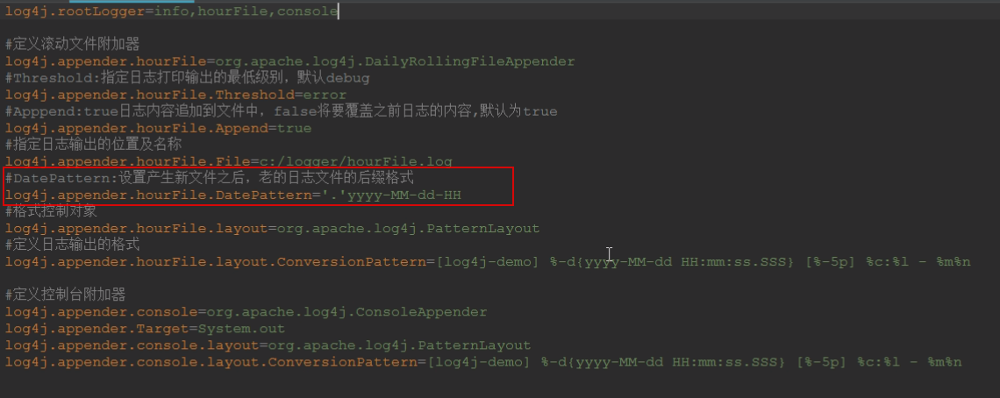 log4j.rootLogger=info,hourFile,console
#定义滚动文件附加器
log4j.appender.hourFile=org.apache.log4j.DailyRollingFileAppender
#Threshold:指定日志打印输出的最低级别，默认debug
log4j.appender.hourFile.Threshold=error
#Apppend:true日志内容追加到文件中，false将要覆盖之前日志的内容,默认为true
log4j.appender.hourFile.Append=true
#指定日志输出的位置及名称
log4j.appender.hourFile.File=c:/logger/hourFile.log
#DatePattern:设置产生新文件之后，老的日志文件的后缀格式
log4j.appender.hourFile.DatePattern='.'yyyy-MM-dd-HH
#格式控制对象
log4j.appender.hourFile.layout=org.apache.log4j.PatternLayout
#定义日志输出的格式
log4j.appender.hourFile.layout.ConversionPattern=[log4j-demo] %-d{yyyy-MM-dd HH:mm:ss.SSS} [%-5p] %c:%l - %m%n
#定义控制台附加器
log4j.appender.console=org.apache.log4j.ConsoleAppender
log4j.appender.Target=System.out
log4j.appender.console.layout=org.apache.log4j.PatternLayout
log4j.appender.console.layout.ConversionPattern=[log4j-demo] %-d{yyyy-MM-dd HH:mm:ss.SSS} [%-5p] %c:%l - %m%n